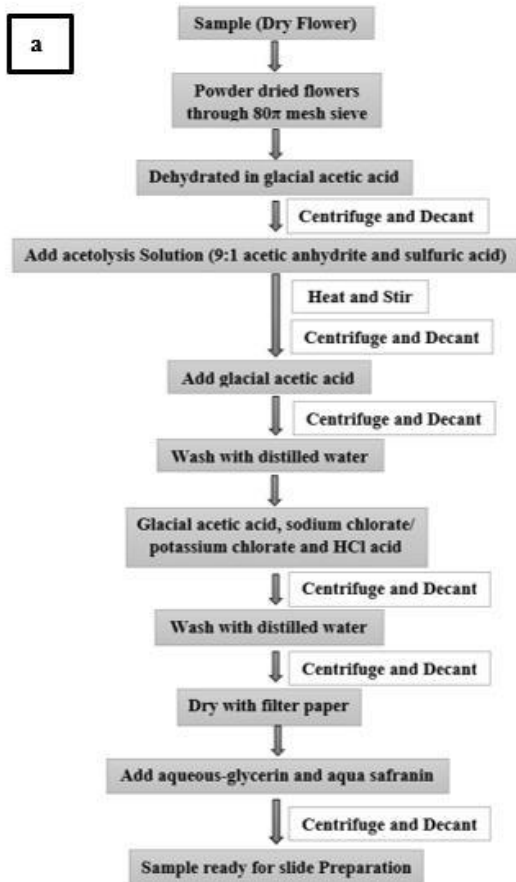 a
Sample (Dry Flower)
Powder dried flowers
through 80π mesh sieve
Dehydrated in glacial acetic acid
Centrifuge and Decant
Add acetolysis Solution (9:1 acetic anhydrite and sulfuric acid)
Heat and Stir
Centrifuge and Decant
Add glacial acetic acid
Centrifuge and Decant
Wash with distilled water
Glacial acetic acid, sodium chlorate/
potassium chlorate and HCl acid
Centrifuge and Decant
Wash with distilled water
Centrifuge and Decant
Dry with filter paper
Add aqueous-glycerin and aqua safranin
Centrifuge and Decant
Sample ready for slide Preparation